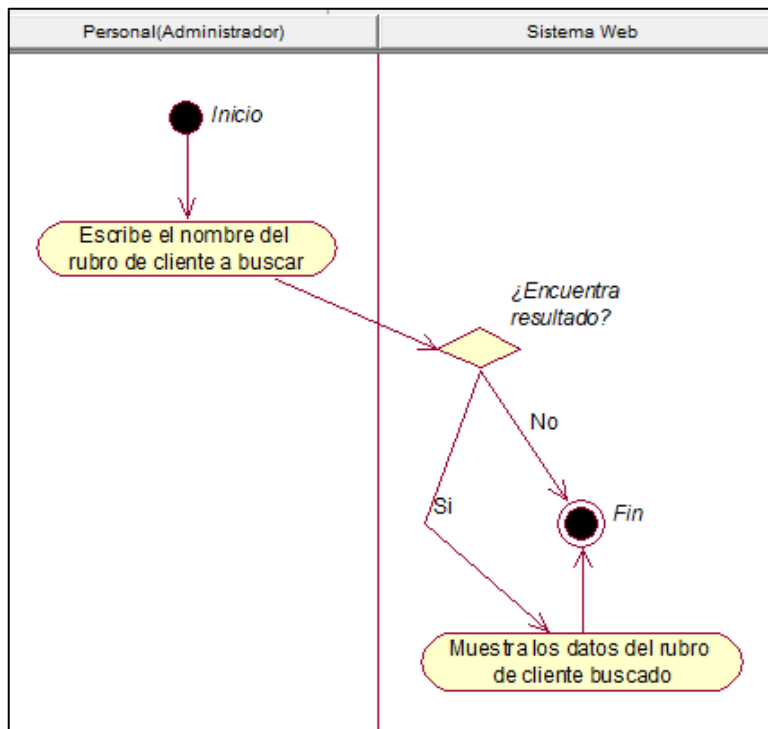 Personal(Administrador)
Sistema Web
Inicio
Escribe el nombre del
rubro de cliente a buscar
¿Encuentra
resultado?
No
Si
Fin
Muestra los datos del rubro
de cliente buscado